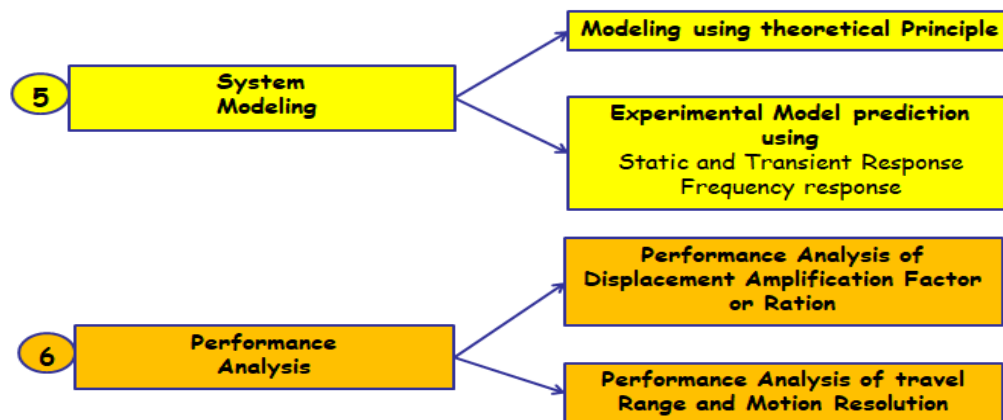 5
System
Modeling
Modeling using theoretical Principle
Experimental Model prediction
using
Static and Transient Response
Frequency response
6
Performance
Analysis
Performance Analysis of
Displacement Amplification Factor
or Ration
Performance Analysis of travel
Range and Motion Resolution